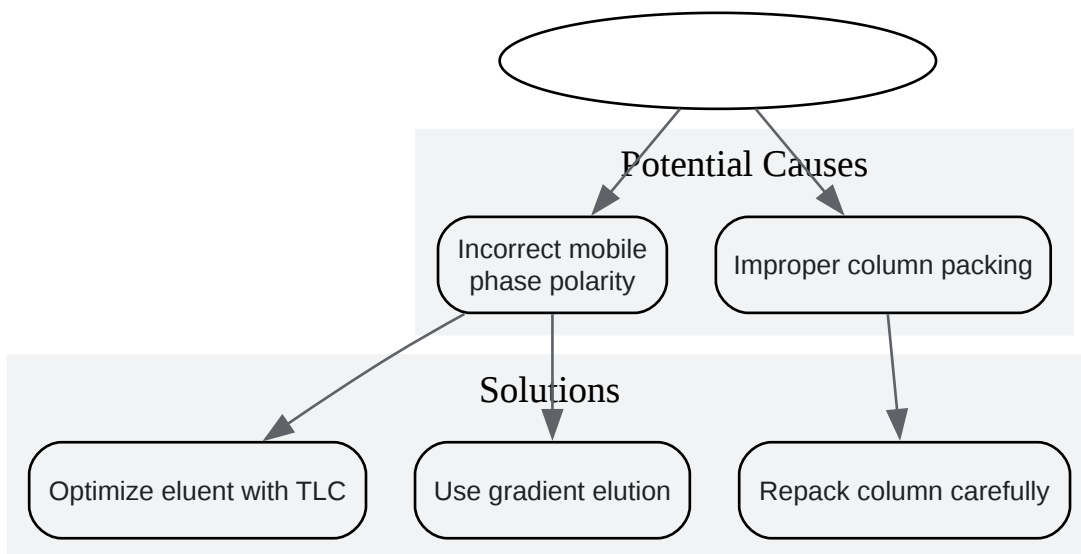 Potential Causes
Incorrect mobile
phase polarity
Improper column packing
Solutions
Optimize eluent with TLC
Use gradient elution
Repack column carefully